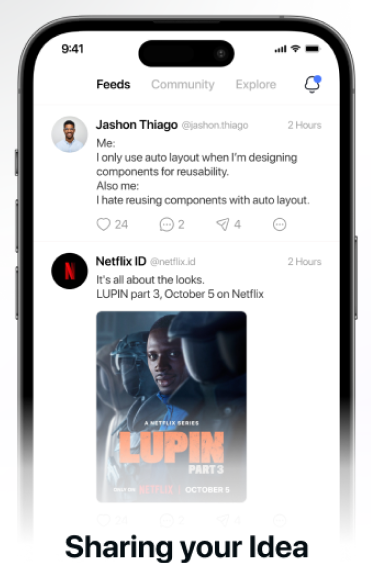 9:41
Feeds Community Explore
Jashon Thiago @jashon.thiago 2 Hours
Me:
I only use auto layout when I'm designing
components for reusability.
Also me:
I hate reusing components with auto layout.
24 2 4
Netflix ID @netflix.id 2 Hours
It's all about the looks.
LUPIN part 3, October 5 on Netflix
N
A NETFLIX SERIES
LUPIN
PART 3
NETFLIX OCTOBER 5
Sharing your Idea